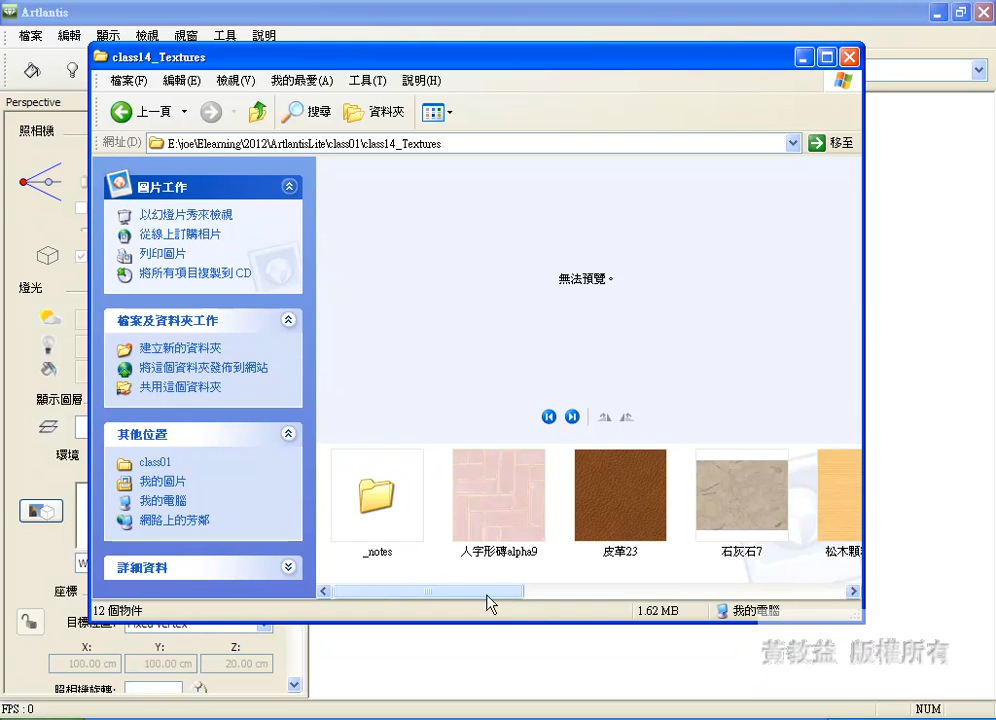 Artlantis
檔案 編輯 顯示 檢視 視窗 工具 說明
Perspective
照相機
燈光
顯示圖層
環境
座標
X: Y: Z:
100.00 cm 100.00 cm 20.00 cm
FPS : 0 NUM
class14_Textures
檔案(F) 編輯(E) 檢視(V) 我的最愛(A) 工具(T) 說明(H)
上一頁 搜尋 資料夾
網址(D) E:\joe\Elearning\2012\ArtlantisLite\class01\class14_Textures 移至
圖片工作
以幻燈片秀來檢視
從線上訂購相片
列印圖片
將所有項目複製到 CD
檔案及資料夾工作
建立新的資料夾
將這個資料夾發佈到網站
共用這個資料夾
其他位置
class01
我的圖片
我的電腦
網路上的芳鄰
詳細資料
無法預覽。
_notes 人字形磚alpha9 皮革23 石灰石7 松木顆
12 個物件 1.62 MB 我的電腦
黃教益 版權所有